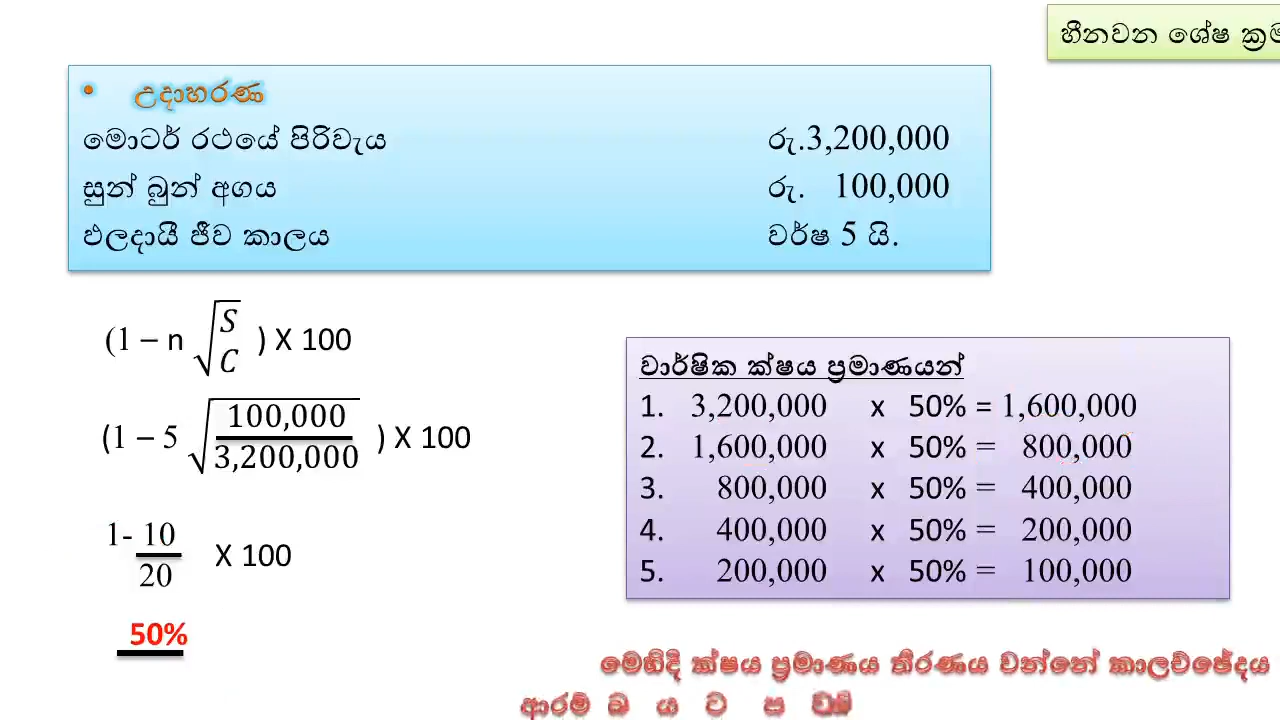 හීනවන ශේෂ
• උදාහරණ
මොටර් රථයේ පිරිවැය රු.3,200,000
සුන් බුන් අගය රු. 100,000
ඵලදායී ජීව කාලය වර්ෂ 5 යි.
(1 – n √S/C ) X 100
(1 – 5 √100,000/3,200,000 ) X 100
1- 10/20 X 100
50%
වාර්ෂික ක්ෂය ප්‍රමාණයන්
1. 3,200,000 x 50% = 1,600,000
2. 1,600,000 x 50% = 800,000
3. 800,000 x 50% = 400,000
4. 400,000 x 50% = 200,000
5. 200,000 x 50% = 100,000
මෙහිදි ක්ෂය ප්‍රමාණය තීරණය වන්නේ කාලච්ඡේදය